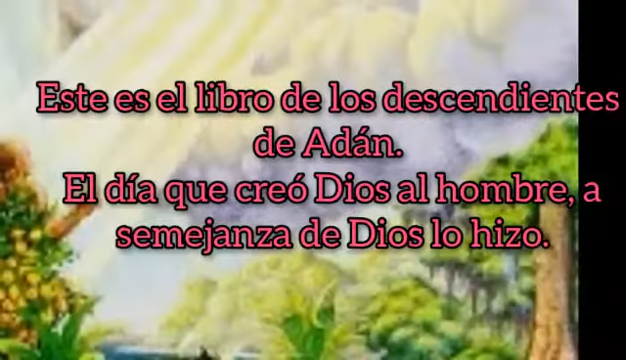 Este es el libro de los descendientes
de Adán.
El día que creó Dios al hombre, a
semejanza de Dios lo hizo.